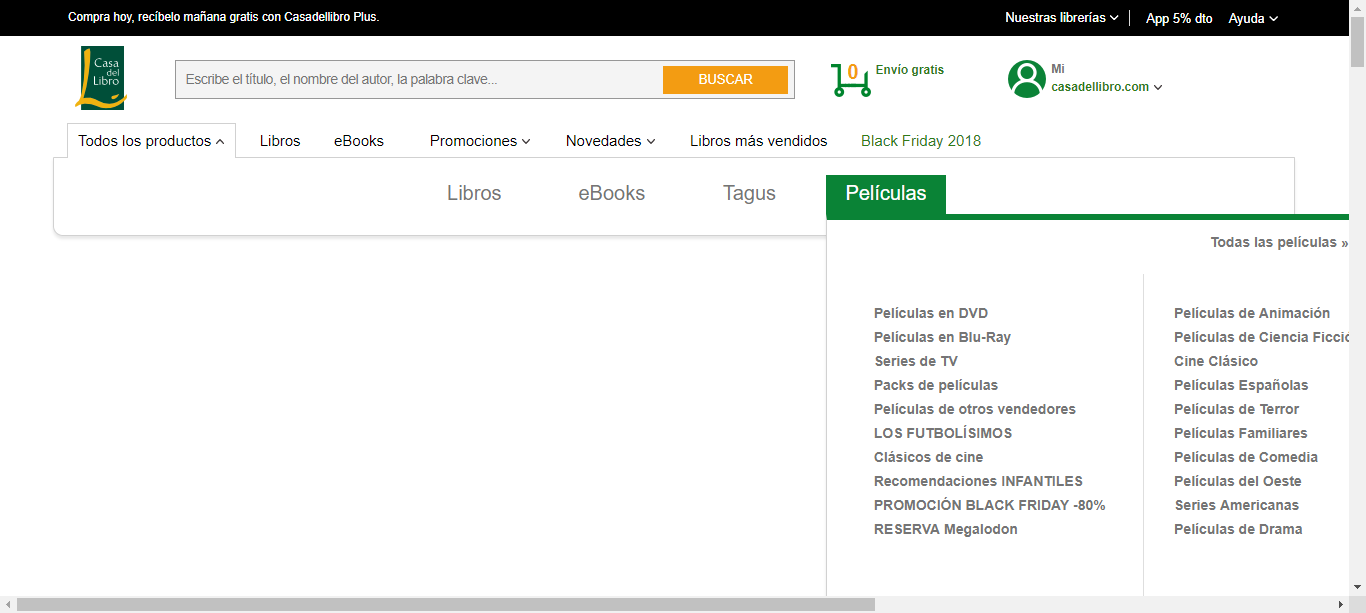 Compra hoy, recíbelo mañana gratis con Casadellibro Plus.
Nuestras librerías
App 5% dto
Ayuda
Casa
del
Libro
Escribe el título, el nombre del autor, la palabra clave...
BUSCAR
0
Envío gratis
Mi
casadellibro.com
Todos los productos
Libros
eBooks
Promociones
Novedades
Libros más vendidos
Black Friday 2018
Libros
eBooks
Tagus
Películas
Todas las películas »
Películas en DVD
Películas en Blu-Ray
Series de TV
Packs de películas
Películas de otros vendedores
LOS FUTBOLÍSIMOS
Clásicos de cine
Recomendaciones INFANTILES
PROMOCIÓN BLACK FRIDAY -80%
RESERVA Megalodon
Películas de Animación
Películas de Ciencia Ficció
Cine Clásico
Películas Españolas
Películas de Terror
Películas Familiares
Películas de Comedia
Películas del Oeste
Series Americanas
Películas de Drama